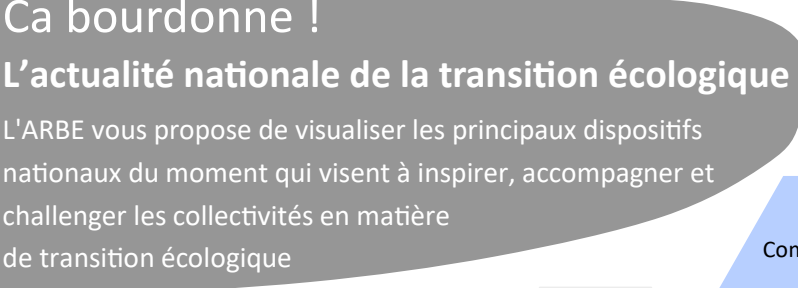 Ca bourdonne !
L’actualité nationale de la transition écologique
L'ARBE vous propose de visualiser les principaux dispositifs
nationaux du moment qui visent à inspirer, accompagner et
challenger les collectivités en matière
de transition écologique